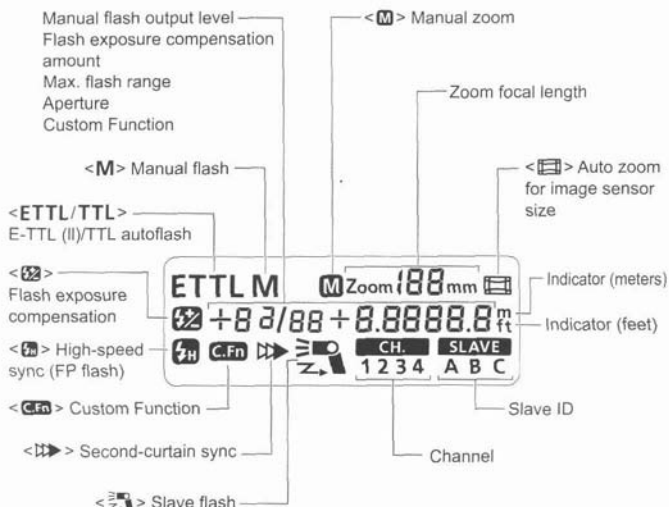 Manual flash output level
Flash exposure compensation
amount
Max. flash range
Aperture
Custom Function
<M> Manual zoom
Zoom focal length
<M> Manual flash
< > Auto zoom
for image sensor
size
<ETTL/TTL>
E-TTL (II)/TTL autoflash
< >
Flash exposure
compensation
ETTL M M Zoom 188 mm
Indicator (meters)
+8 8/88 +8.8888.8 m
ft
Indicator (feet)
<H> High-speed
sync (FP flash)
H C.Fn CH. SLAVE
1 2 3 4 A B C
<C.Fn> Custom Function
Slave ID
< > Second-curtain sync
Channel
< > Slave flash